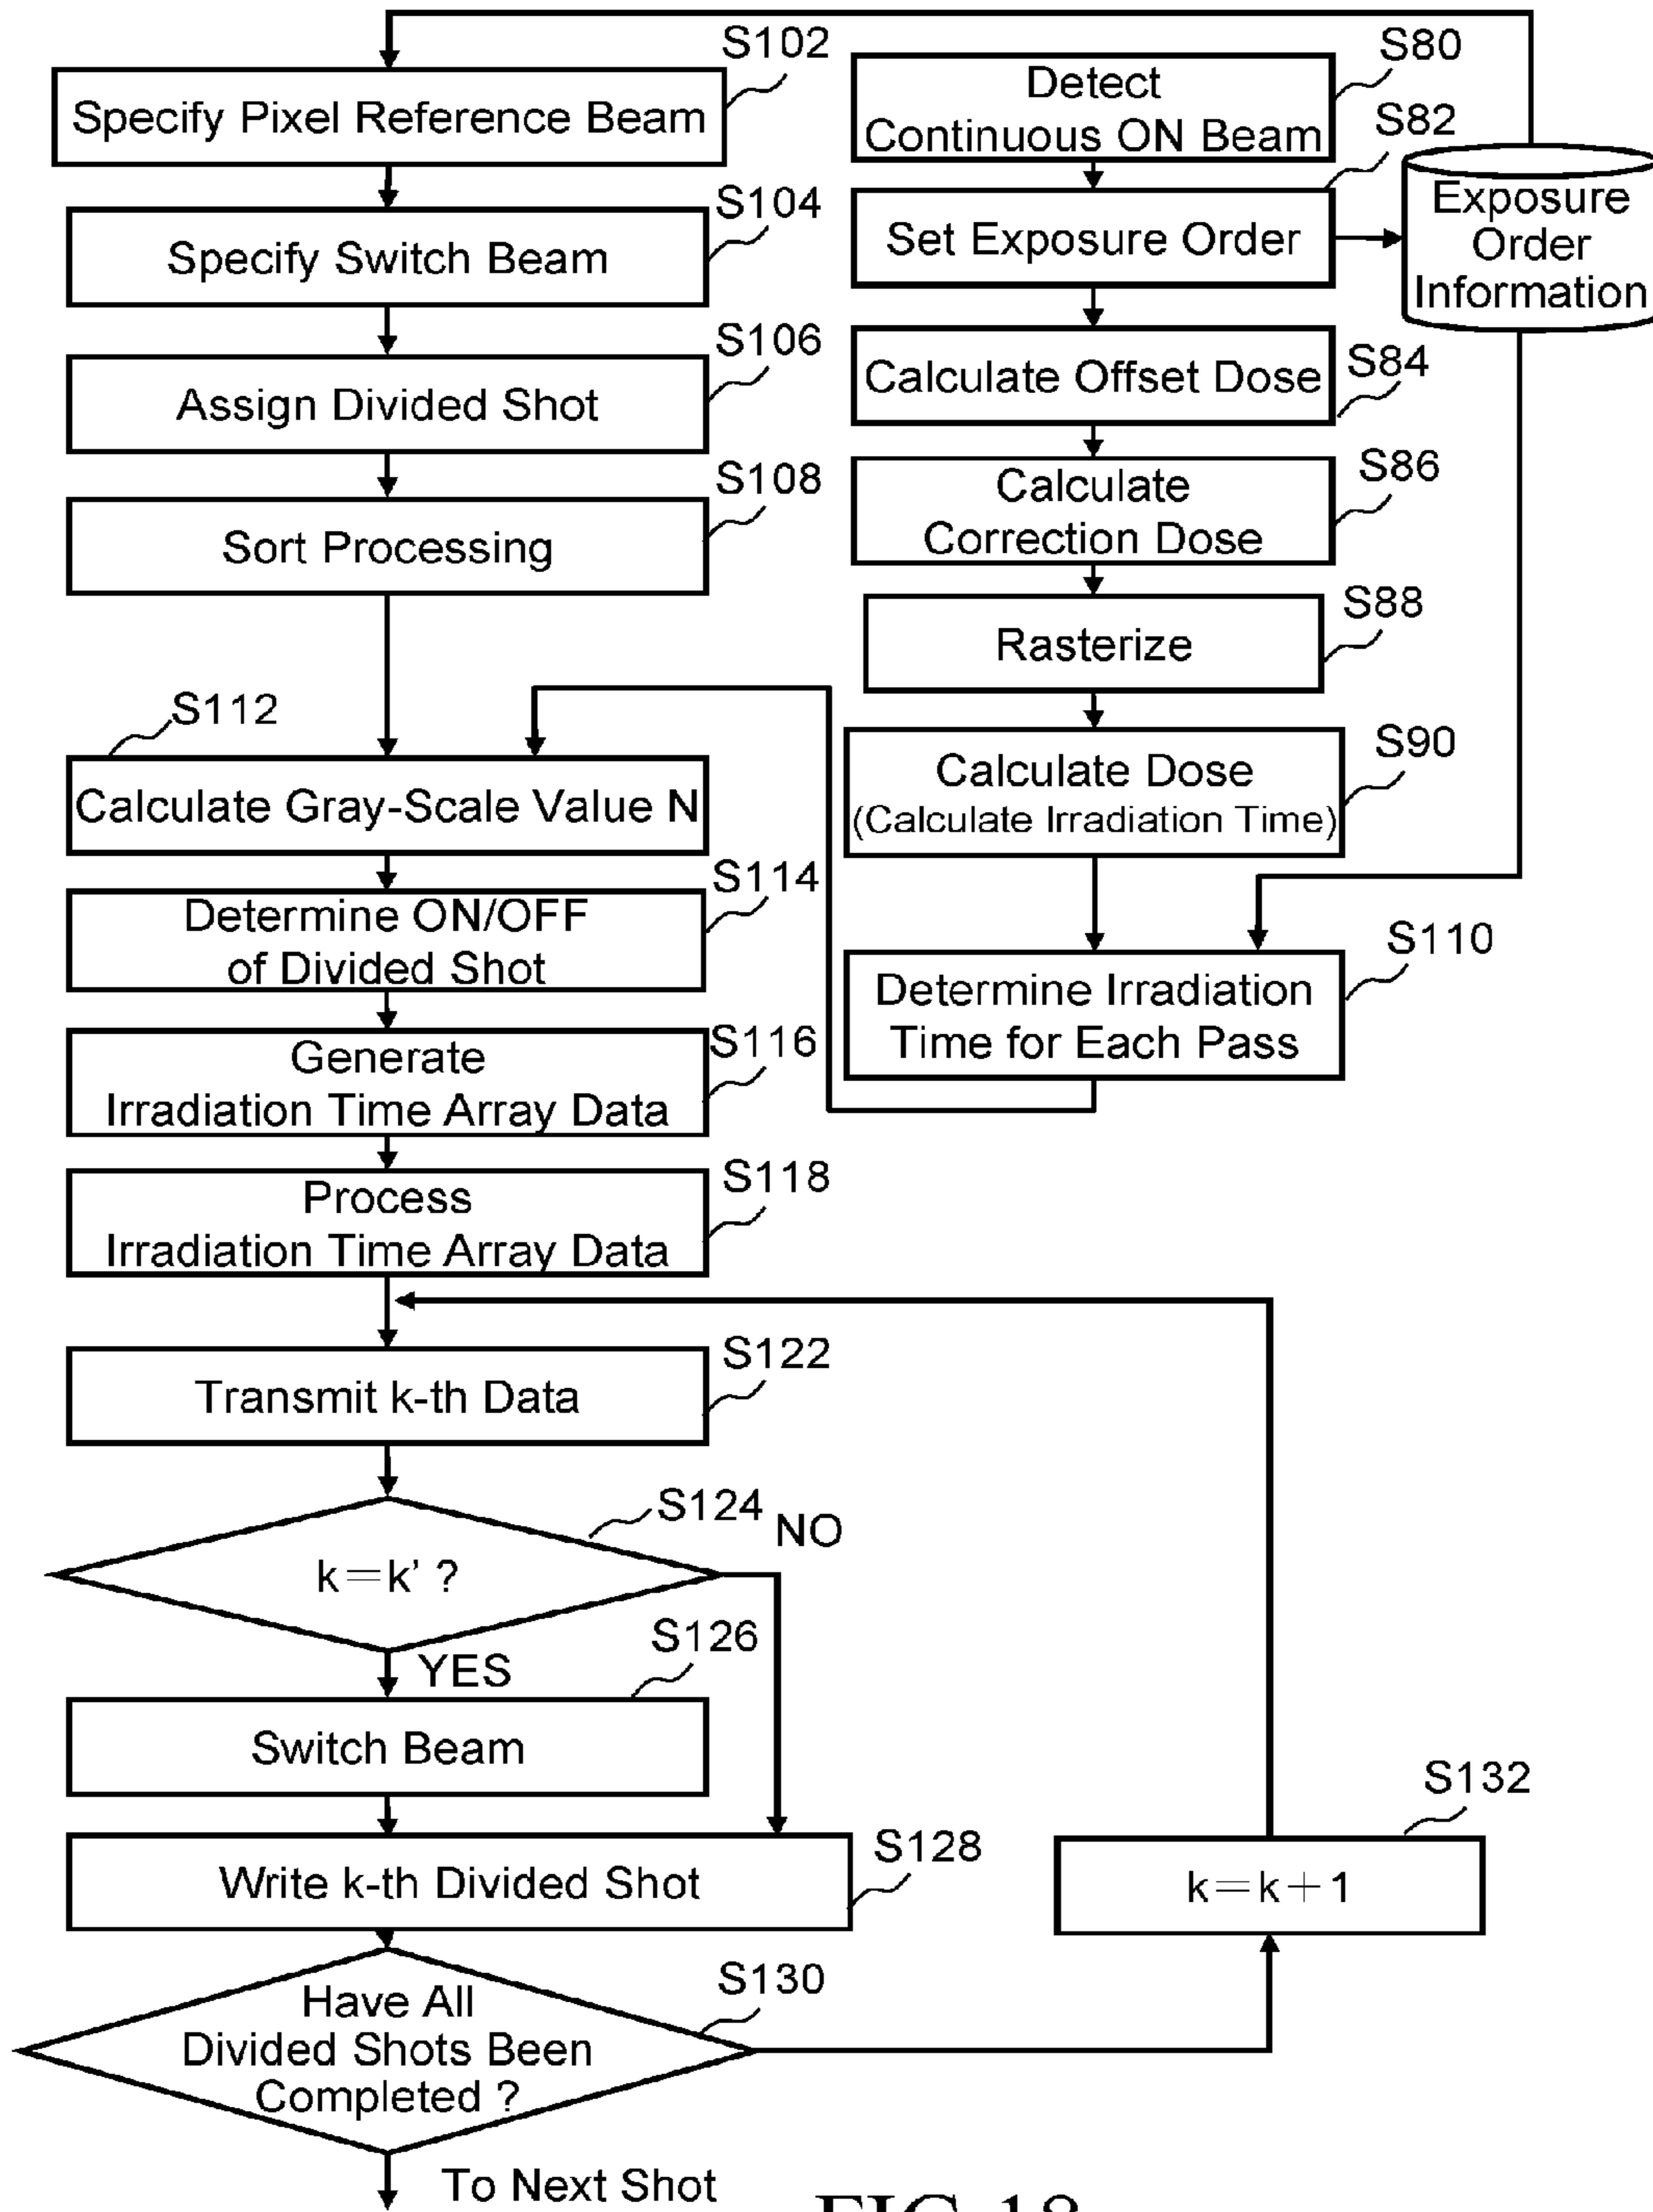 S102
Specify Pixel Reference Beam
S104
Specify Switch Beam
S106
Assign Divided Shot
S108
Sort Processing
S80
Detect
Continuous ON Beam
S82
Set Exposure Order
Exposure
Order
Information
S84
Calculate Offset Dose
S86
Calculate
Correction Dose
S88
Rasterize
S90
Calculate Dose
(Calculate Irradiation Time)
S110
Determine Irradiation
Time for Each Pass
S112
Calculate Gray-Scale Value N
S114
Determine ON/OFF
of Divided Shot
S116
Generate
Irradiation Time Array Data
S118
Process
Irradiation Time Array Data
S122
Transmit k-th Data
S124
NO
k=k' ?
YES
S126
Switch Beam
S128
Write k-th Divided Shot
S132
k=k+1
S130
Have All
Divided Shots Been
Completed ?
To Next Shot
FIG.18